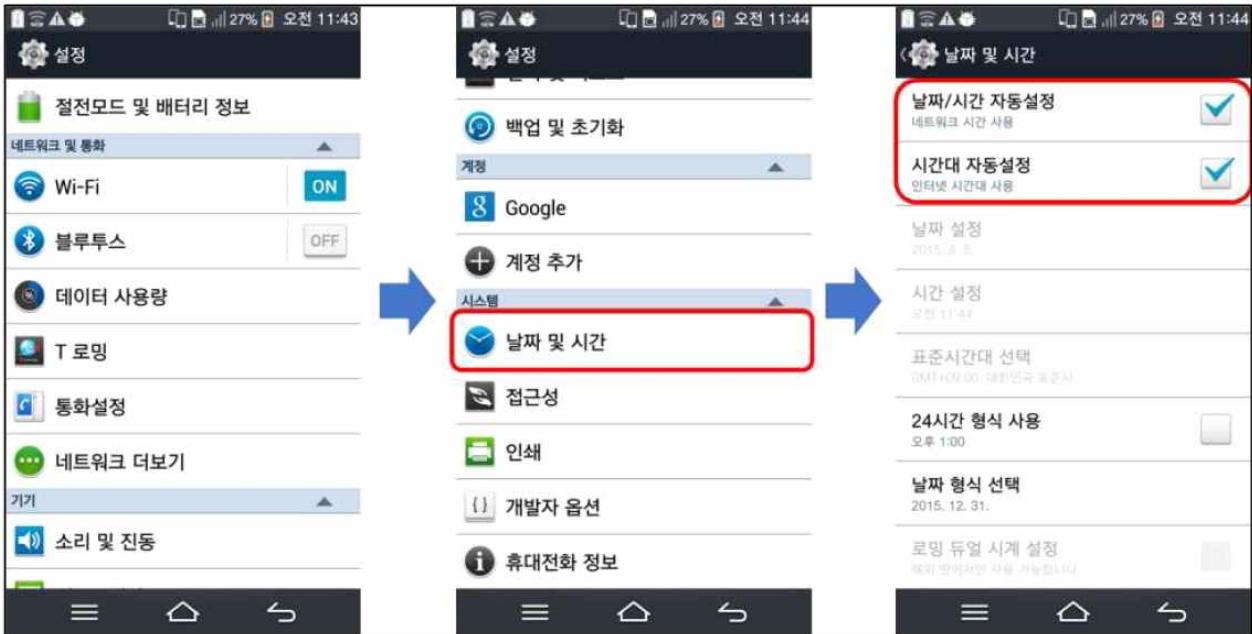 27% 오전 11:43
설정
절전모드 및 배터리 정보
네트워크 및 통화
Wi-Fi
ON
블루투스
OFF
데이터 사용량
T 로밍
통화설정
네트워크 더보기
기기
소리 및 진동
27% 오전 11:44
설정
백업 및 초기화
계정
Google
계정 추가
시스템
날짜 및 시간
접근성
인쇄
개발자 옵션
휴대전화 정보
27% 오전 11:44
날짜 및 시간
날짜/시간 자동설정
네트워크 시간 사용
시간대 자동설정
인터넷 시간대 사용
날짜 설정
시간 설정
오전 11:44
표준시간대 선택
GMT+09:00, 대한민국 표준시
24시간 형식 사용
오후 1:00
날짜 형식 선택
2015. 12. 31.
로밍 듀얼 시계 설정